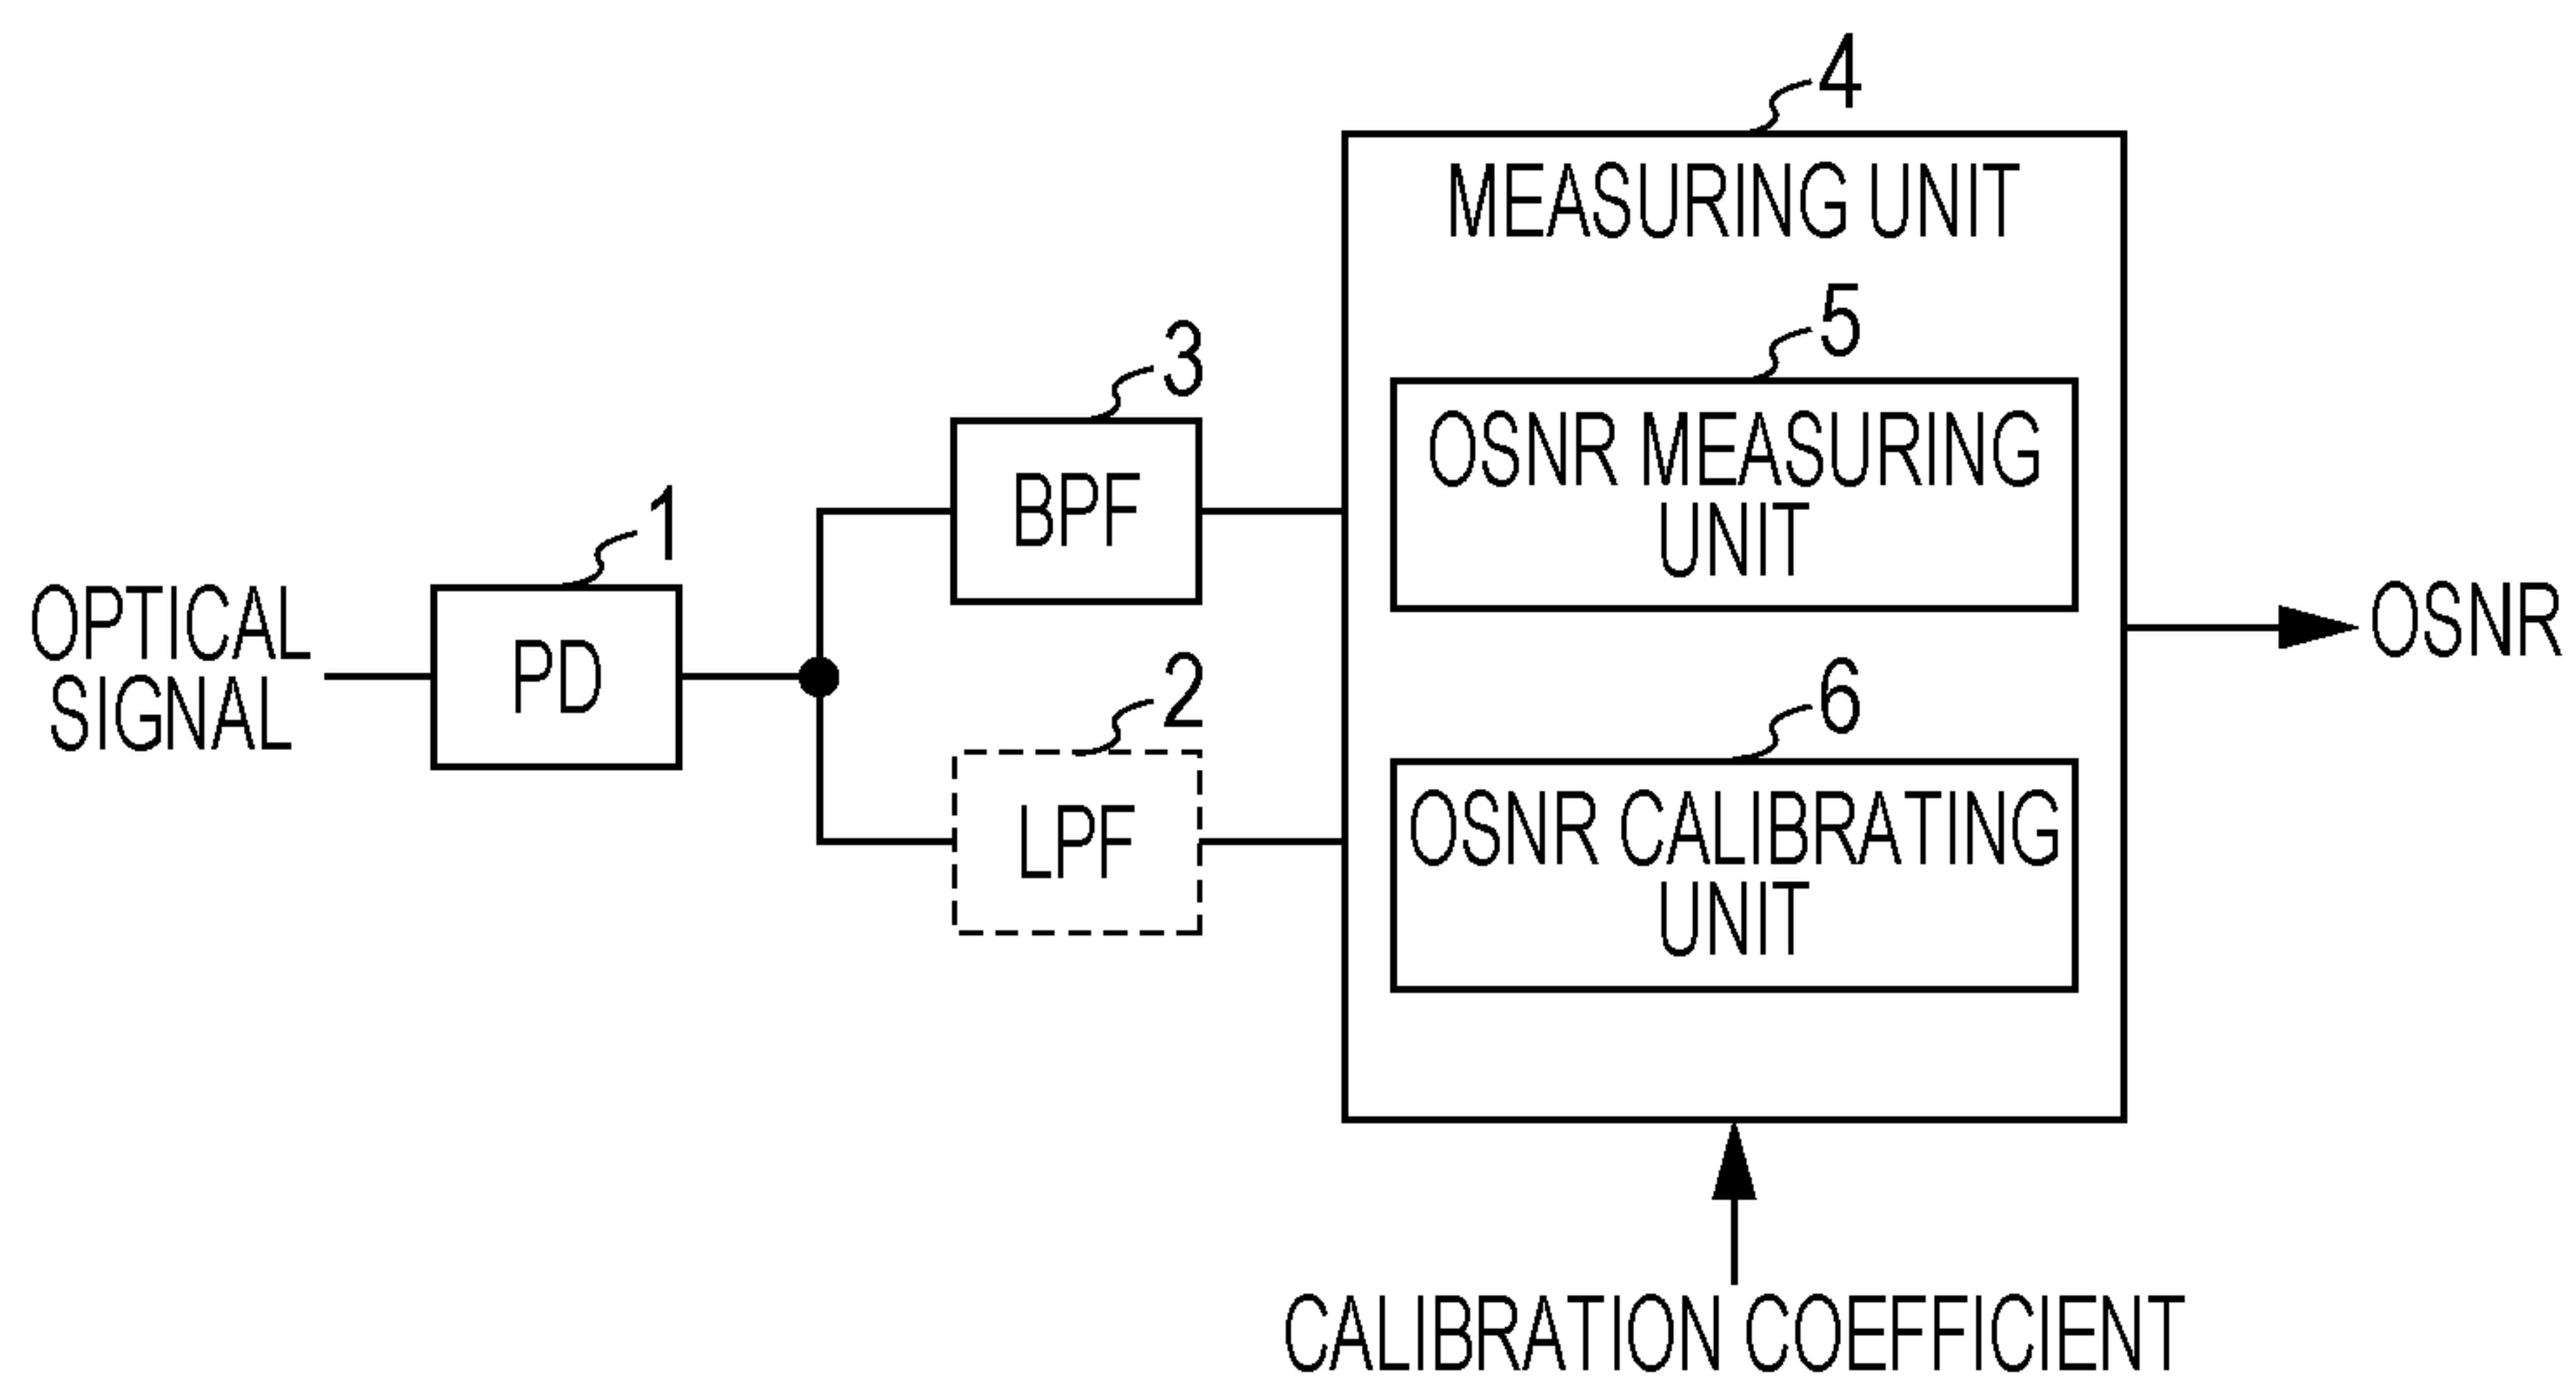 4
MEASURING UNIT
5
3
OSNR MEASURING
UNIT
BPF
1
OPTICAL
SIGNAL
PD
OSNR
2
6
LPF
OSNR CALIBRATING
UNIT
CALIBRATION COEFFICIENT